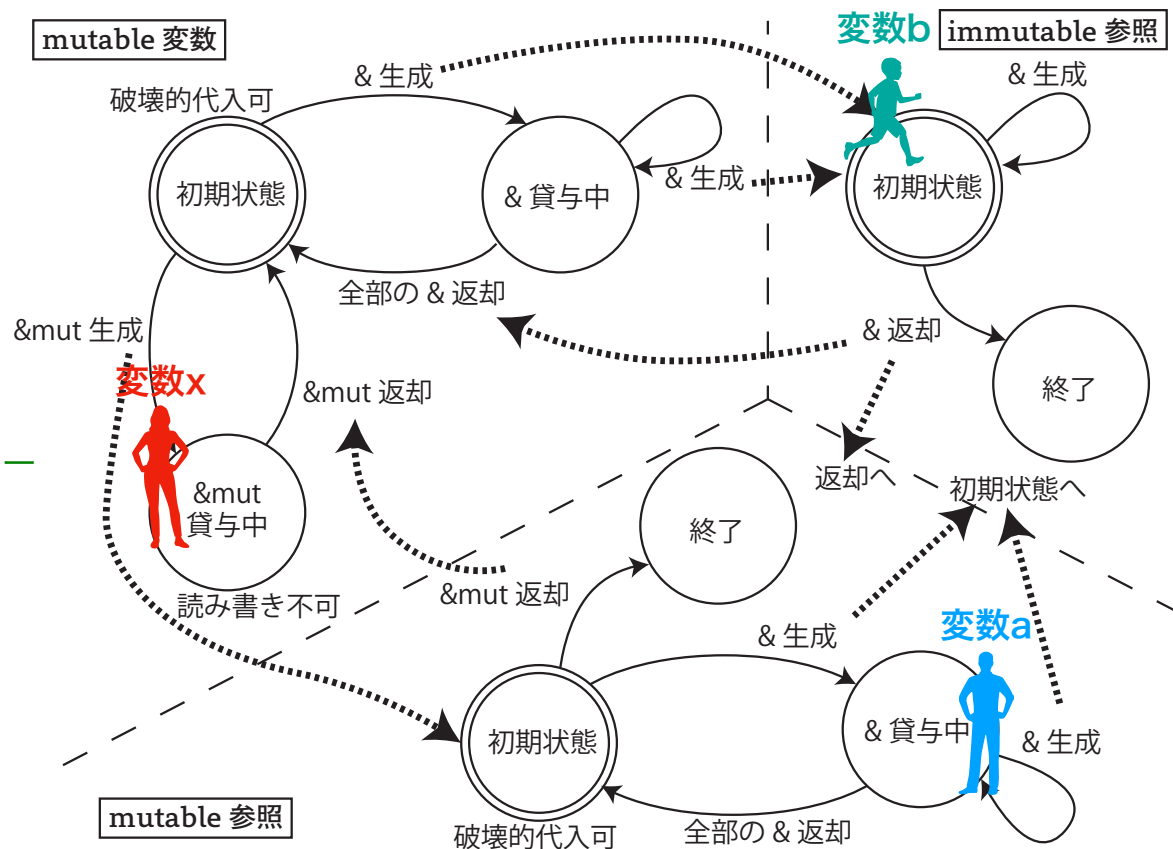 mutable 変数
変数b
immutable 参照
& 生成
& 生成
破壊的代入可
初期状態
& 貸与中
& 生成
初期状態
全部の & 返却
&mut 生成
& 返却
変数x
&mut 返却
終了
&mut
貸与中
終了
返却へ
初期状態へ
読み書き不可
&mut 返却
& 生成
変数a
初期状態
& 貸与中
& 生成
mutable 参照
破壊的代入可
全部の & 返却